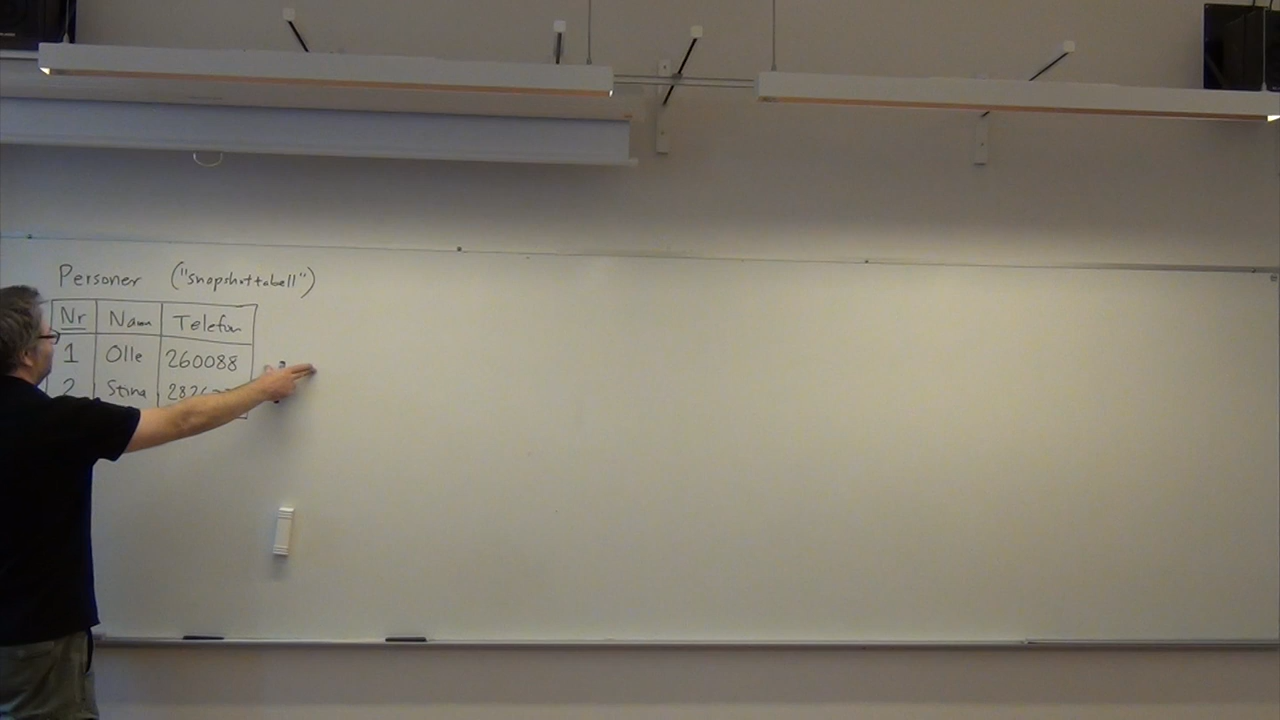 Personer ("snapshottabell")
Nr Namn Telefon
1 Olle 260088
2 Stina